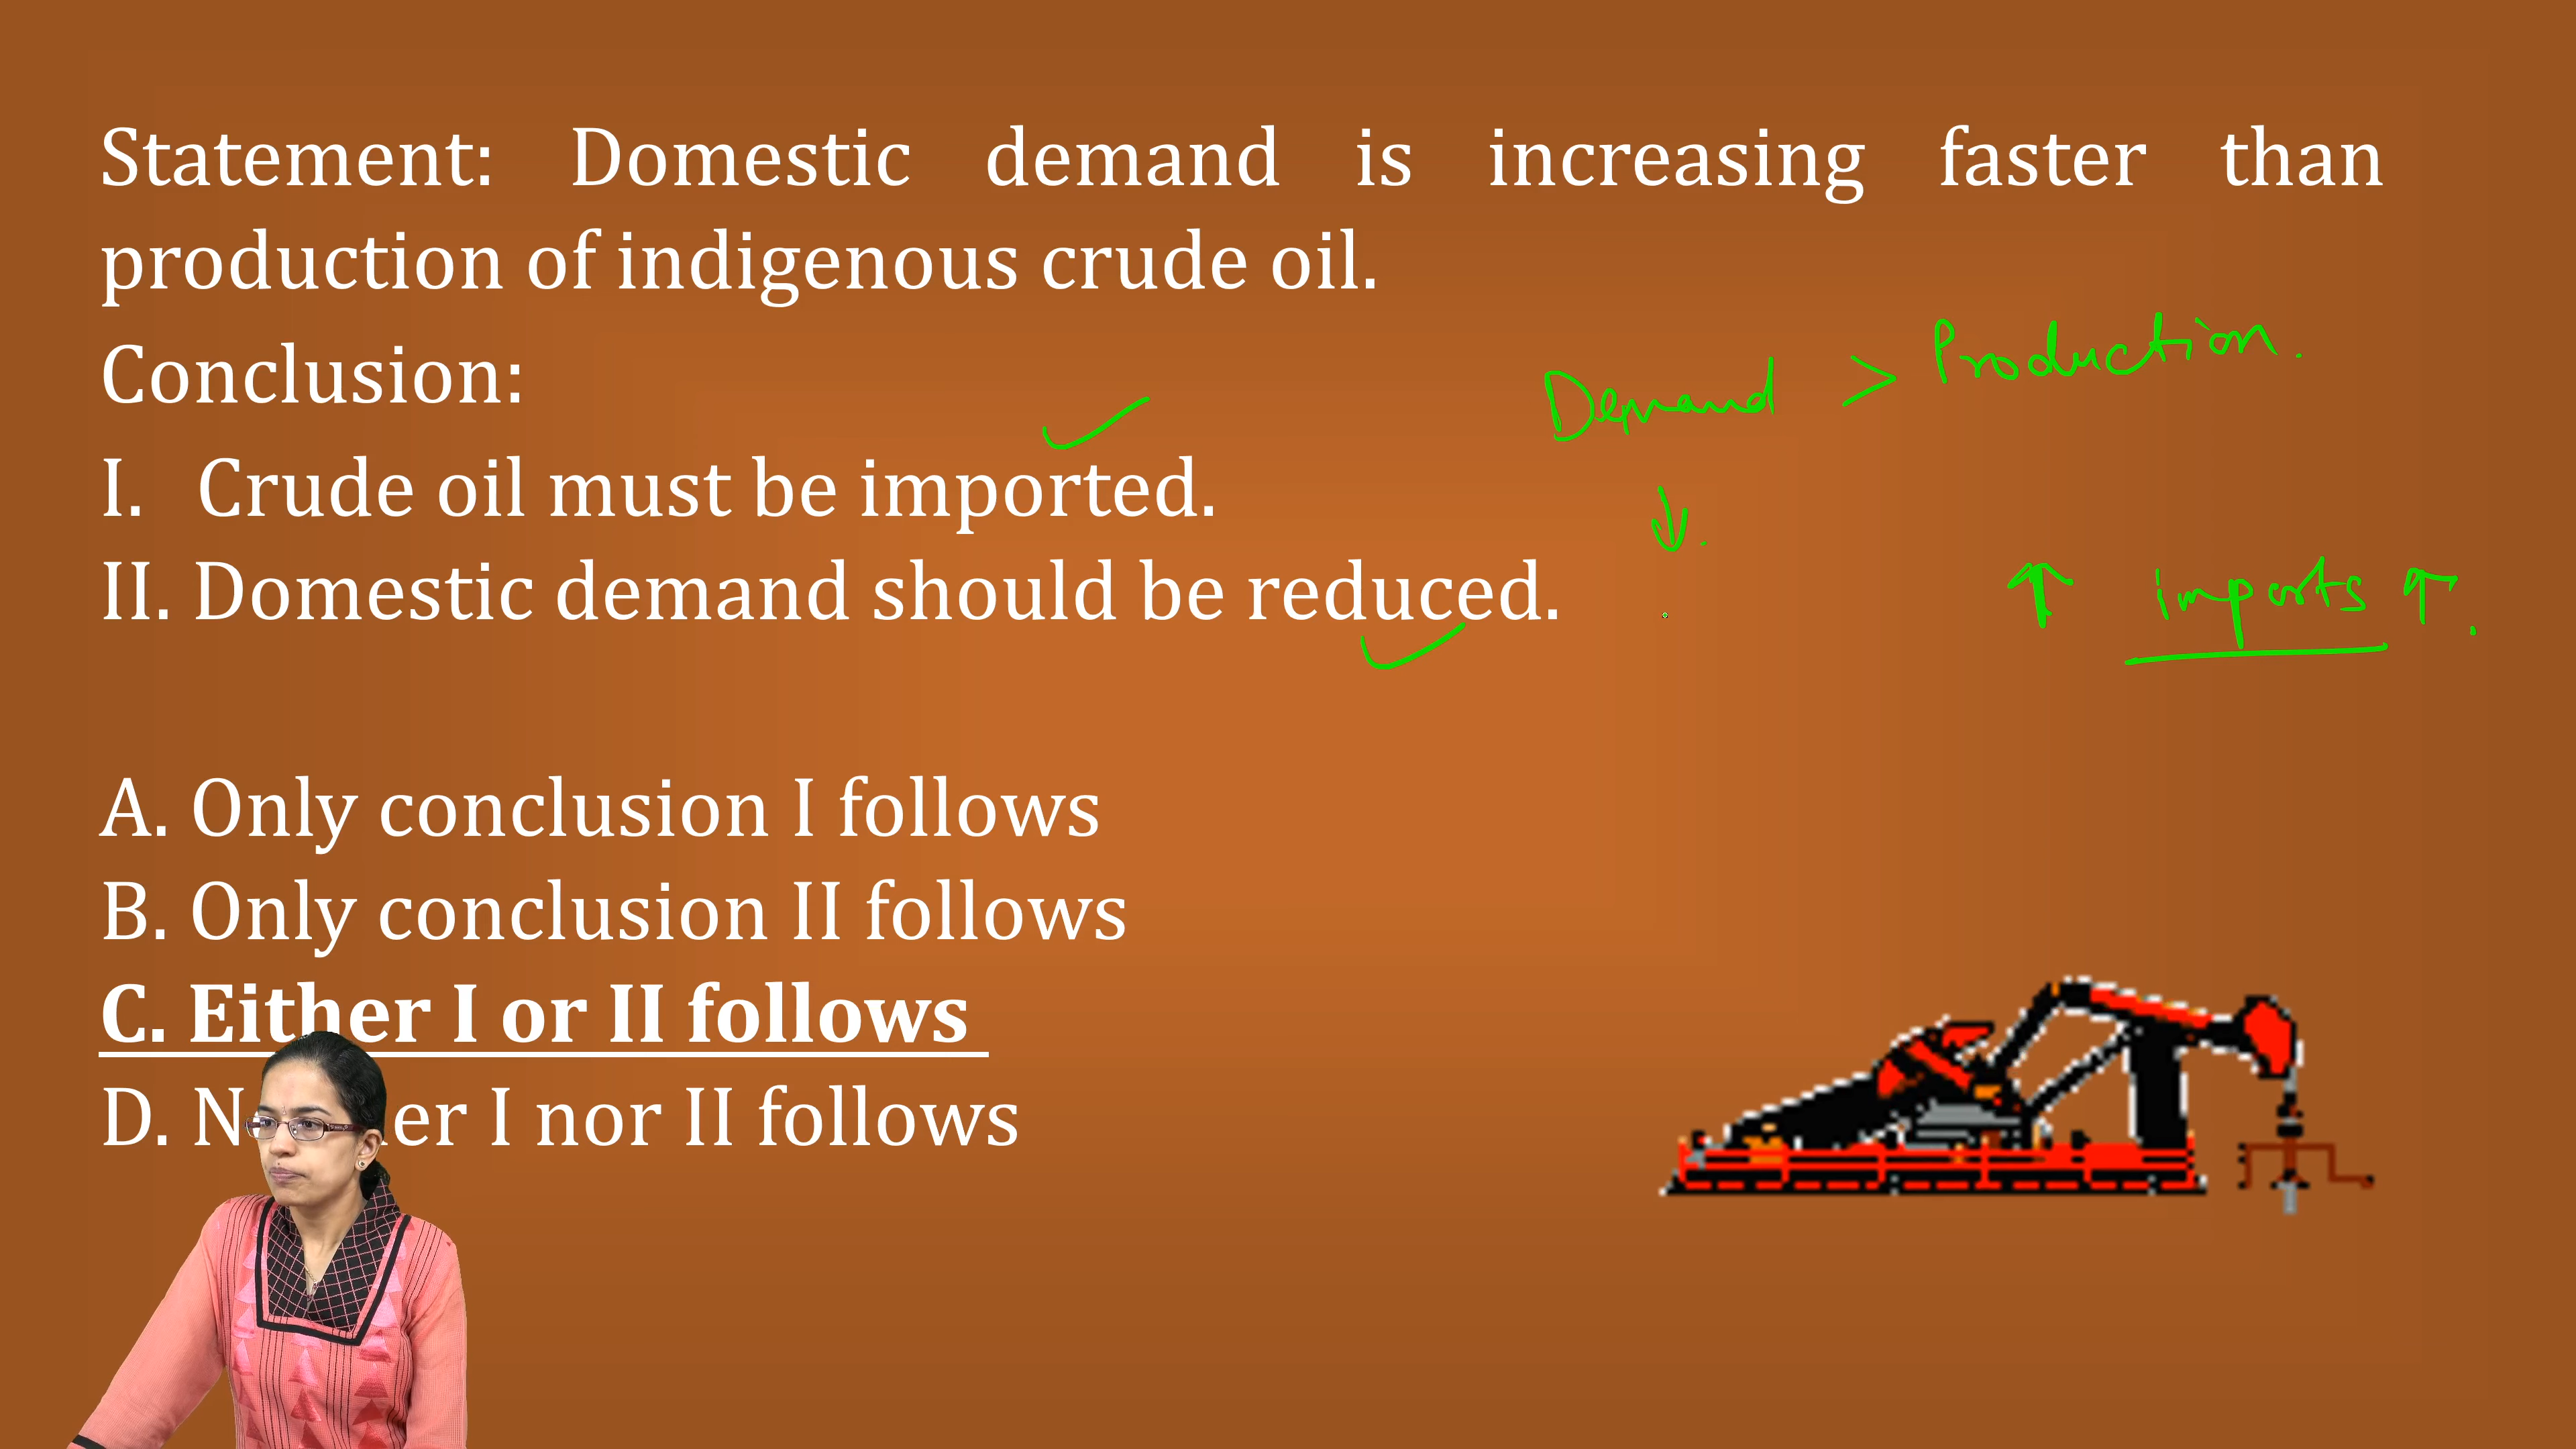 Statement: Domestic demand is increasing faster than
production of indigenous crude oil.
Conclusion:
Demand > Production.
I. Crude oil must be imported.
II. Domestic demand should be reduced.
↑ imports ↑.
A. Only conclusion I follows
B. Only conclusion II follows
C. Either I or II follows
D. Neither I nor II follows